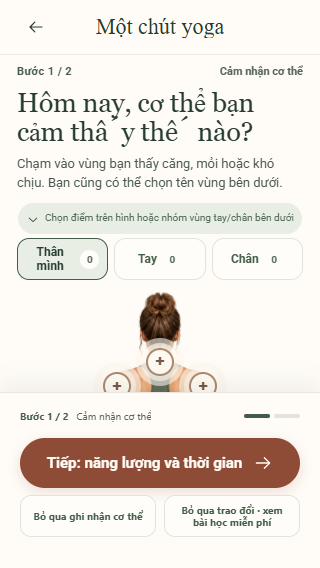 Một chút yoga
Bước 1 / 2
Cảm nhận cơ thể
Hôm nay, cơ thể bạn
cảm thấy thế nào?
Chạm vào vùng bạn thấy căng, mỏi hoặc khó
chịu. Bạn cũng có thể chọn tên vùng bên dưới.
Chọn điểm trên hình hoặc nhóm vùng tay/chân bên dưới
Thân
mình
0
Tay 0
Chân 0
Bước 1 / 2 Cảm nhận cơ thể
Tiếp: năng lượng và thời gian
Bỏ qua ghi nhận cơ thể
Bỏ qua trao đổi · xem
bài học miễn phí